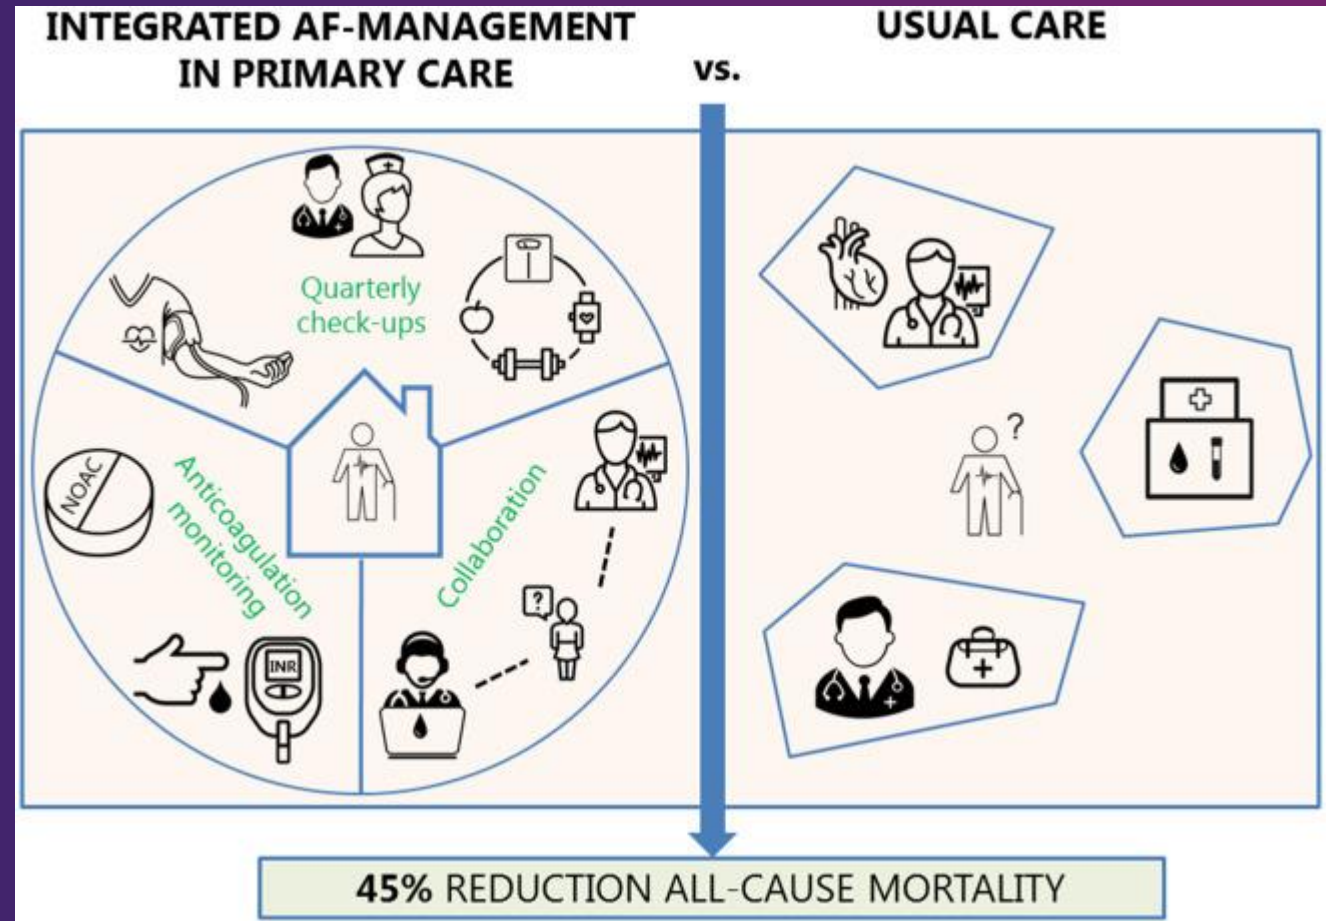 INTEGRATED AF-MANAGEMENT
IN PRIMARY CARE
vs.
USUAL CARE
Quarterly
check-ups
NOAC
Anticoagulation
monitoring
INR
Collaboration
?
?
45% REDUCTION ALL-CAUSE MORTALITY